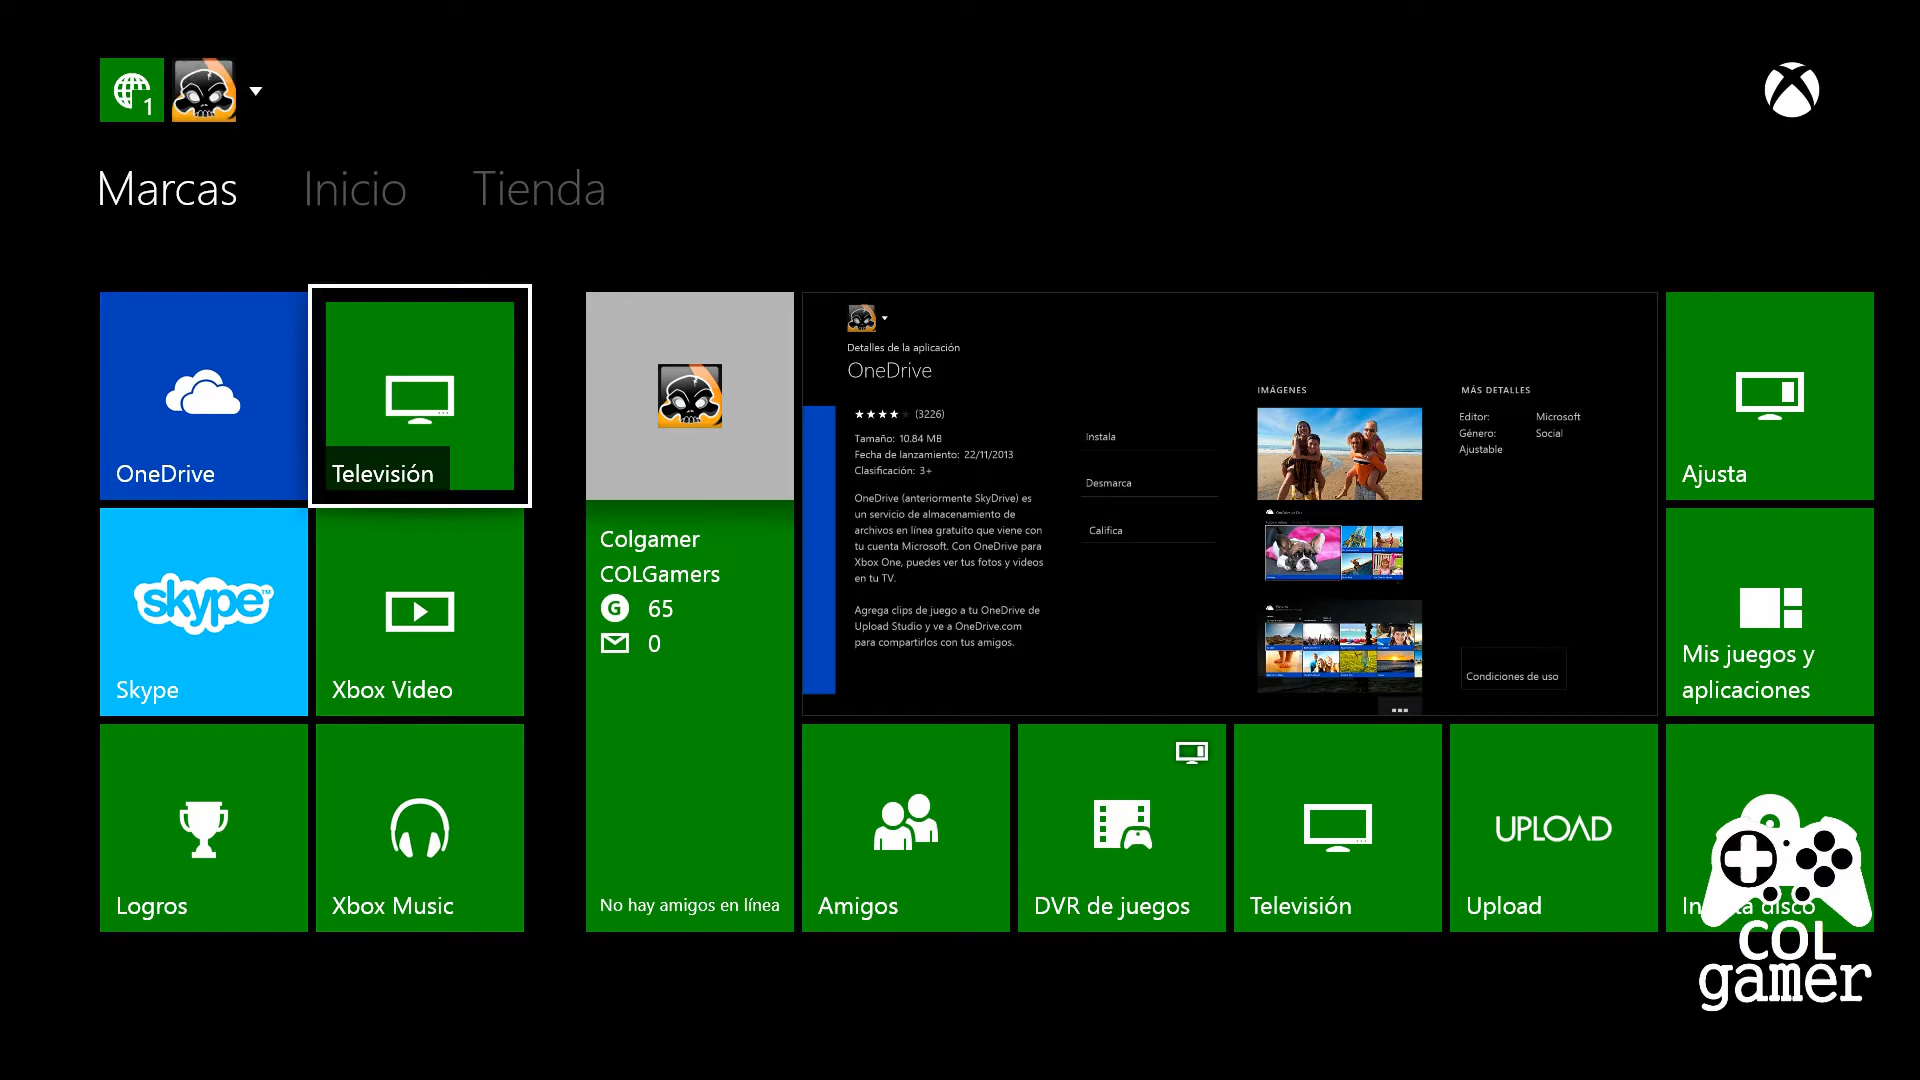 1
Marcas Inicio Tienda
OneDrive
Televisión
Skype
skype™
Xbox Video
Logros
Xbox Music
Colgamer
COLGamers
G 65
0
No hay amigos en línea
Detalles de la aplicación
OneDrive
(3226)
Tamaño: 10.84 MB
Fecha de lanzamiento: 22/11/2013
Clasificación: 3+
OneDrive (anteriormente SkyDrive) es
un servicio de almacenamiento de
archivos en línea gratuito que viene con
tu cuenta Microsoft. Con OneDrive para
Xbox One, puedes ver tus fotos y videos
en tu TV.
Agrega clips de juego a tu OneDrive de
Upload Studio y ve a OneDrive.com
para compartirlos con tus amigos.
Instala
Desmarca
Califica
IMÁGENES
MÁS DETALLES
Editor: Microsoft
Género: Social
Ajustable
Condiciones de uso
Amigos
DVR de juegos
Televisión
UPLOAD
Upload
Ajusta
Mis juegos y
aplicaciones
disco
COL
gamer